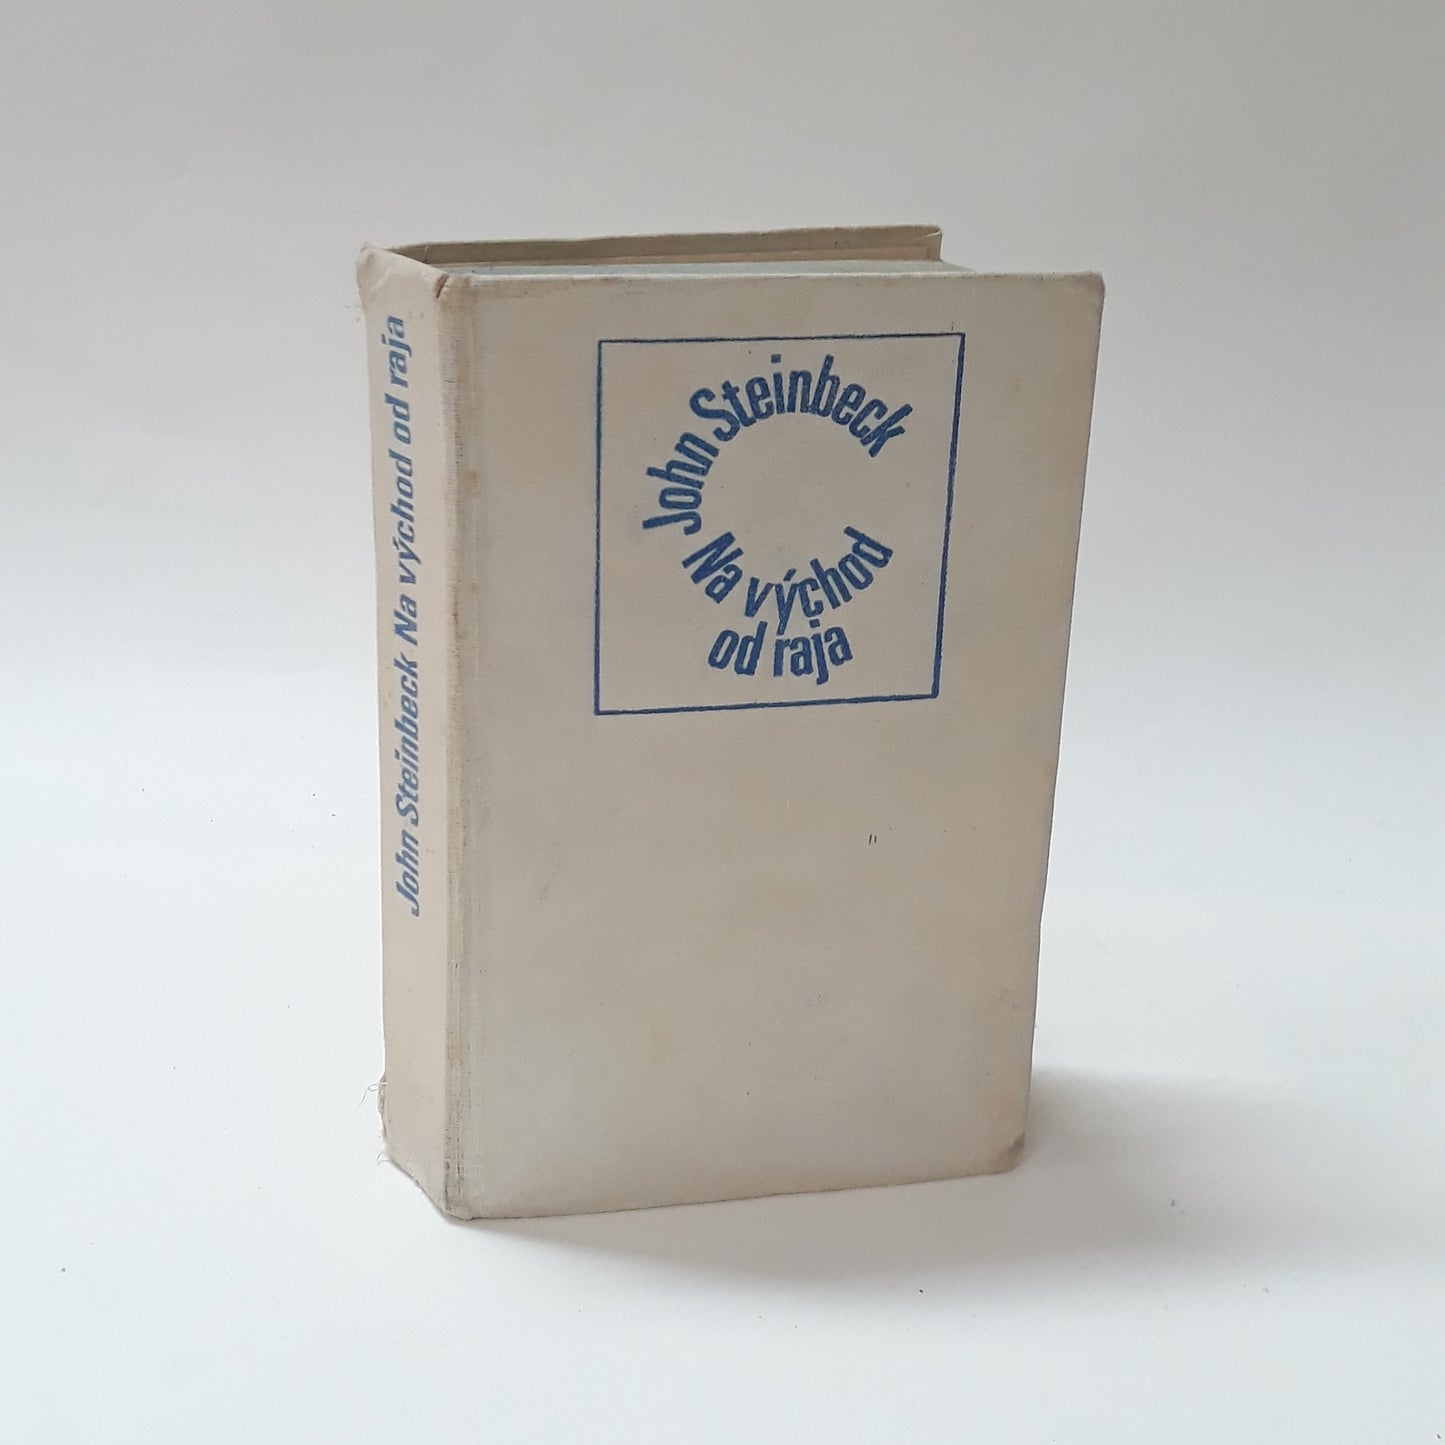 John Steinbeck Na východ od raja
John Steinbeck
Na východ
od raja